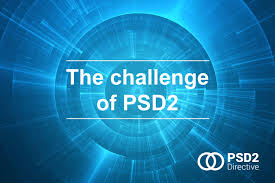 The challenge
of PSD2
PSD2
Directive